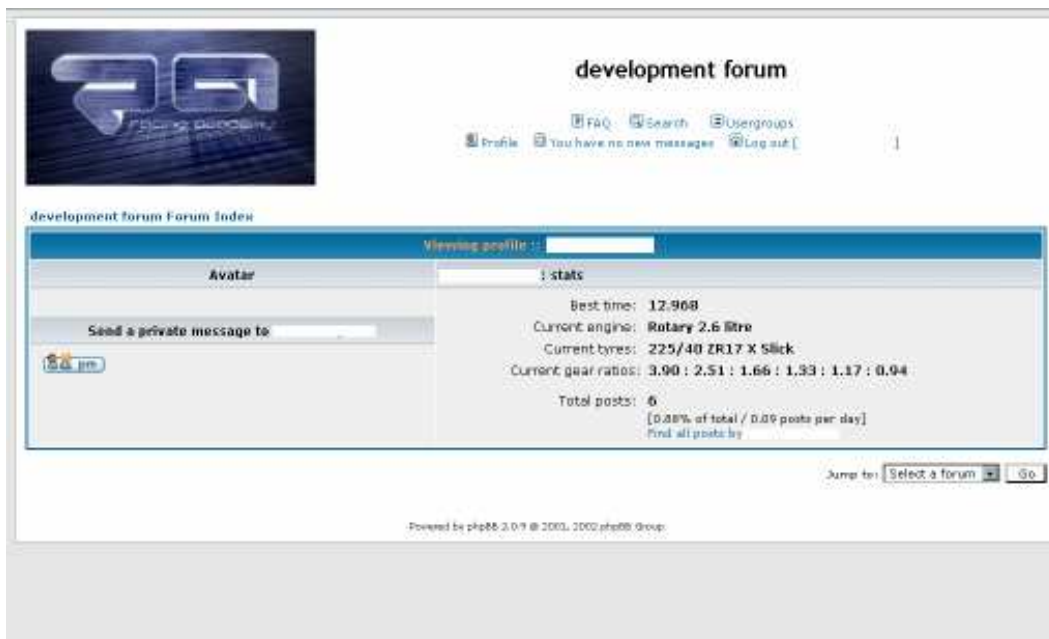 racing academy
development forum
FAQ Search Usergroups
Profile You have no new messages Log out [ ]
development forum Forum Index
Viewing profile ::
Avatar
: stats
Best time: 12.968
Send a private message to
Current engine: Rotary 2.6 litre
Current tyres: 225/40 ZR17 X Slick
pm
Current gear ratios: 3.90 : 2.51 : 1.66 : 1.33 : 1.17 : 0.94
Total posts: 6
[0.88% of total / 0.09 posts per day]
Find all posts by
Jump to: Select a forum Go
Powered by phpBB 2.0.9 © 2001, 2002 phpBB Group